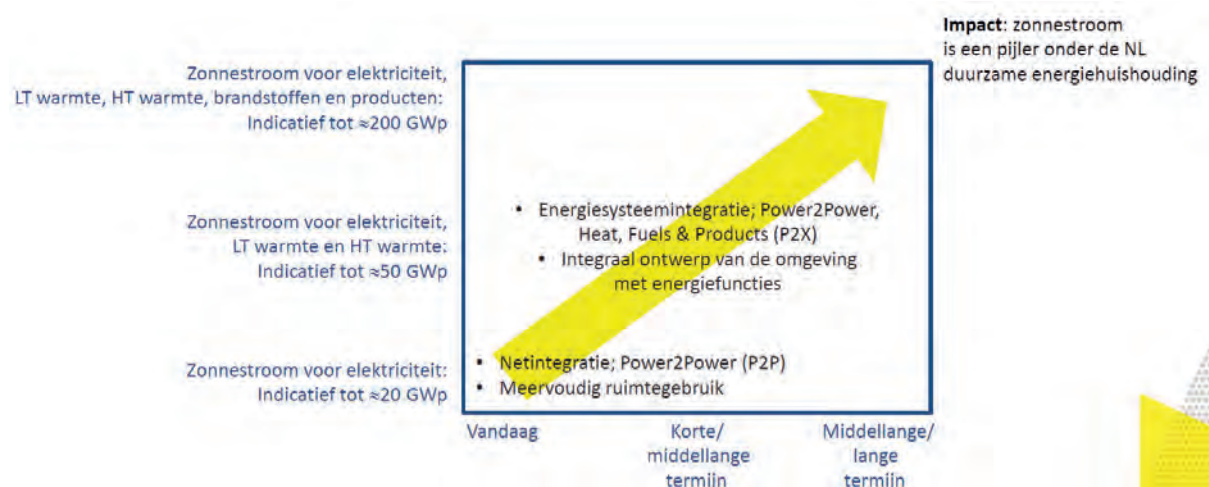 Impact: zonnestroom
is een pijler onder de NL
duurzame energiehuishouding
Zonnestroom voor elektriciteit,
LT warmte, HT warmte, brandstoffen en producten:
Indicatief tot ≈200 GWp
Zonnestroom voor elektriciteit,
LT warmte en HT warmte:
Indicatief tot ≈50 GWp
Zonnestroom voor elektriciteit:
Indicatief tot ≈20 GWp
• Energiesysteemintegratie; Power2Power,
Heat, Fuels & Products (P2X)
• Integraal ontwerp van de omgeving
met energiefuncties
• Netintegratie; Power2Power (P2P)
• Meervoudig ruimtegebruik
Vandaag
Korte/
middellange
termijn
Middellange/
lange
termijn